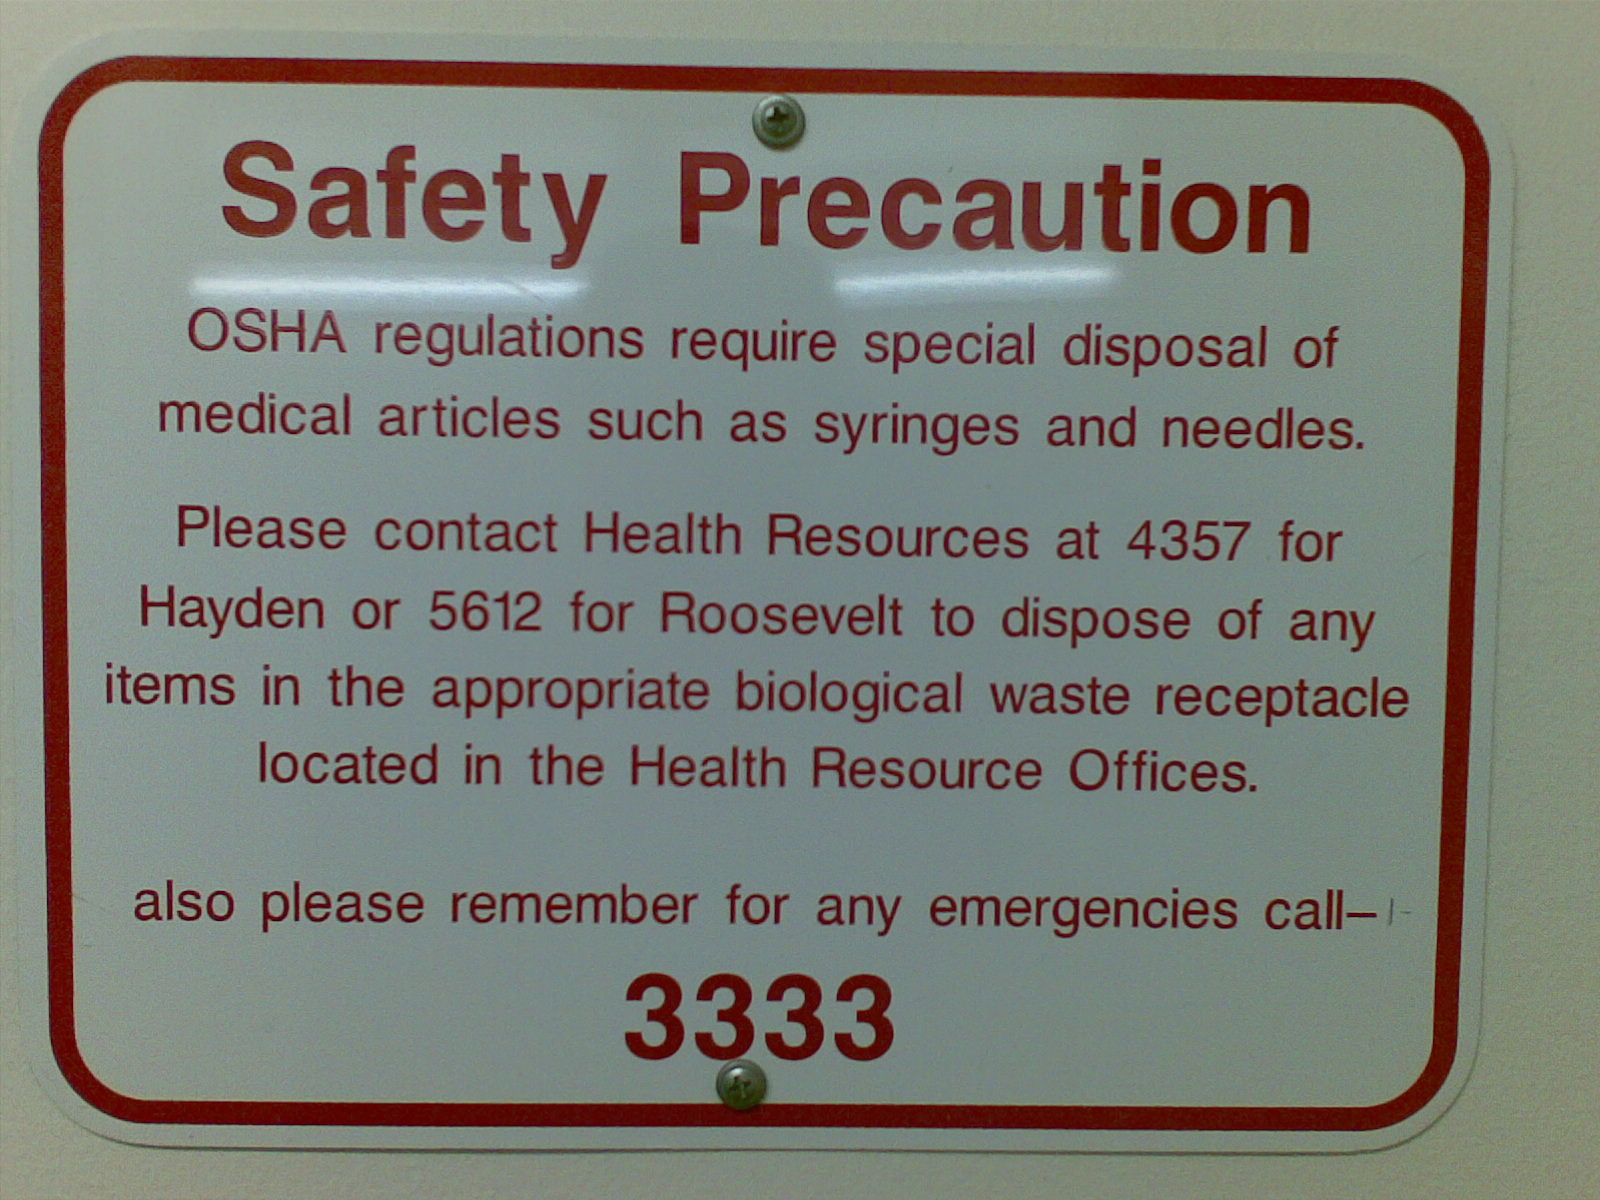 Safety Precaution
OSHA regulations require special disposal of
medical articles such as syringes and needles.
Please contact Health Resources at 4357 for
Hayden or 5612 for Roosevelt to dispose of any
items in the appropriate biological waste receptacle
located in the Health Resource Offices.
also please remember for any emergencies call–
3333